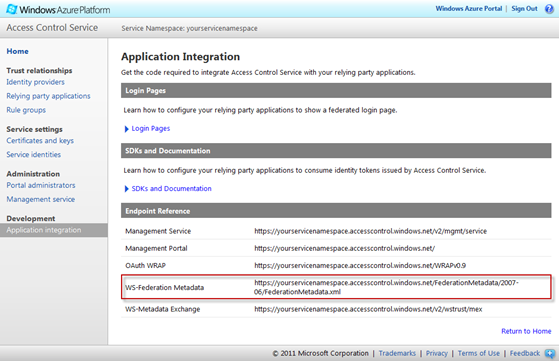 Windows Azure Platform
Windows Azure Portal | Sign Out
Access Control Service
Service Namespace: yourservicenamespace
Home
Trust relationships
Identity providers
Relying party applications
Rule groups
Service settings
Certificates and keys
Service identities
Administration
Portal administrators
Management service
Development
Application integration
Application Integration
Get the code required to integrate Access Control Service with your relying party applications.
Login Pages
Learn how to configure your relying party applications to show a federated login page.
Login Pages
SDKs and Documentation
Learn how to configure your relying party applications to consume identity tokens issued by Access Control Service.
SDKs and Documentation
Endpoint Reference
Management Service https://yourservicenamespace.accesscontrol.windows.net/v2/mgmt/service
Management Portal https://yourservicenamespace.accesscontrol.windows.net/
OAuth WRAP https://yourservicenamespace.accesscontrol.windows.net/WRAPv0.9
WS-Federation Metadata https://yourservicenamespace.accesscontrol.windows.net/FederationMetadata/2007-
06/FederationMetadata.xml
WS-Metadata Exchange https://yourservicenamespace.accesscontrol.windows.net/v2/wstrust/mex
Return to Home
© 2011 Microsoft Corporation | Trademarks | Privacy | Terms of Use | Feedback